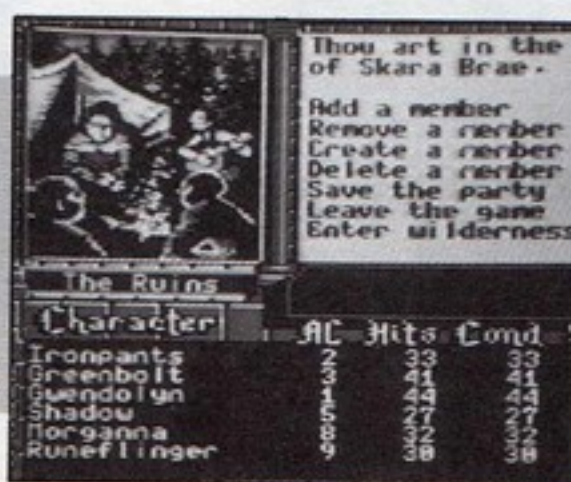 Thou art in the
of Skara Brae.
Add a member
Remove a member
Create a member
Delete a member
Save the party
Leave the game
Enter wilderness
The Ruins
Character AC Hits Cond
Ironpants 2 33 33
Greenbolt 3 41 41
Gwendolyn 1 44 44
Shadow 5 27 27
Morganna 8 32 32
Runeflinger 9 30 30